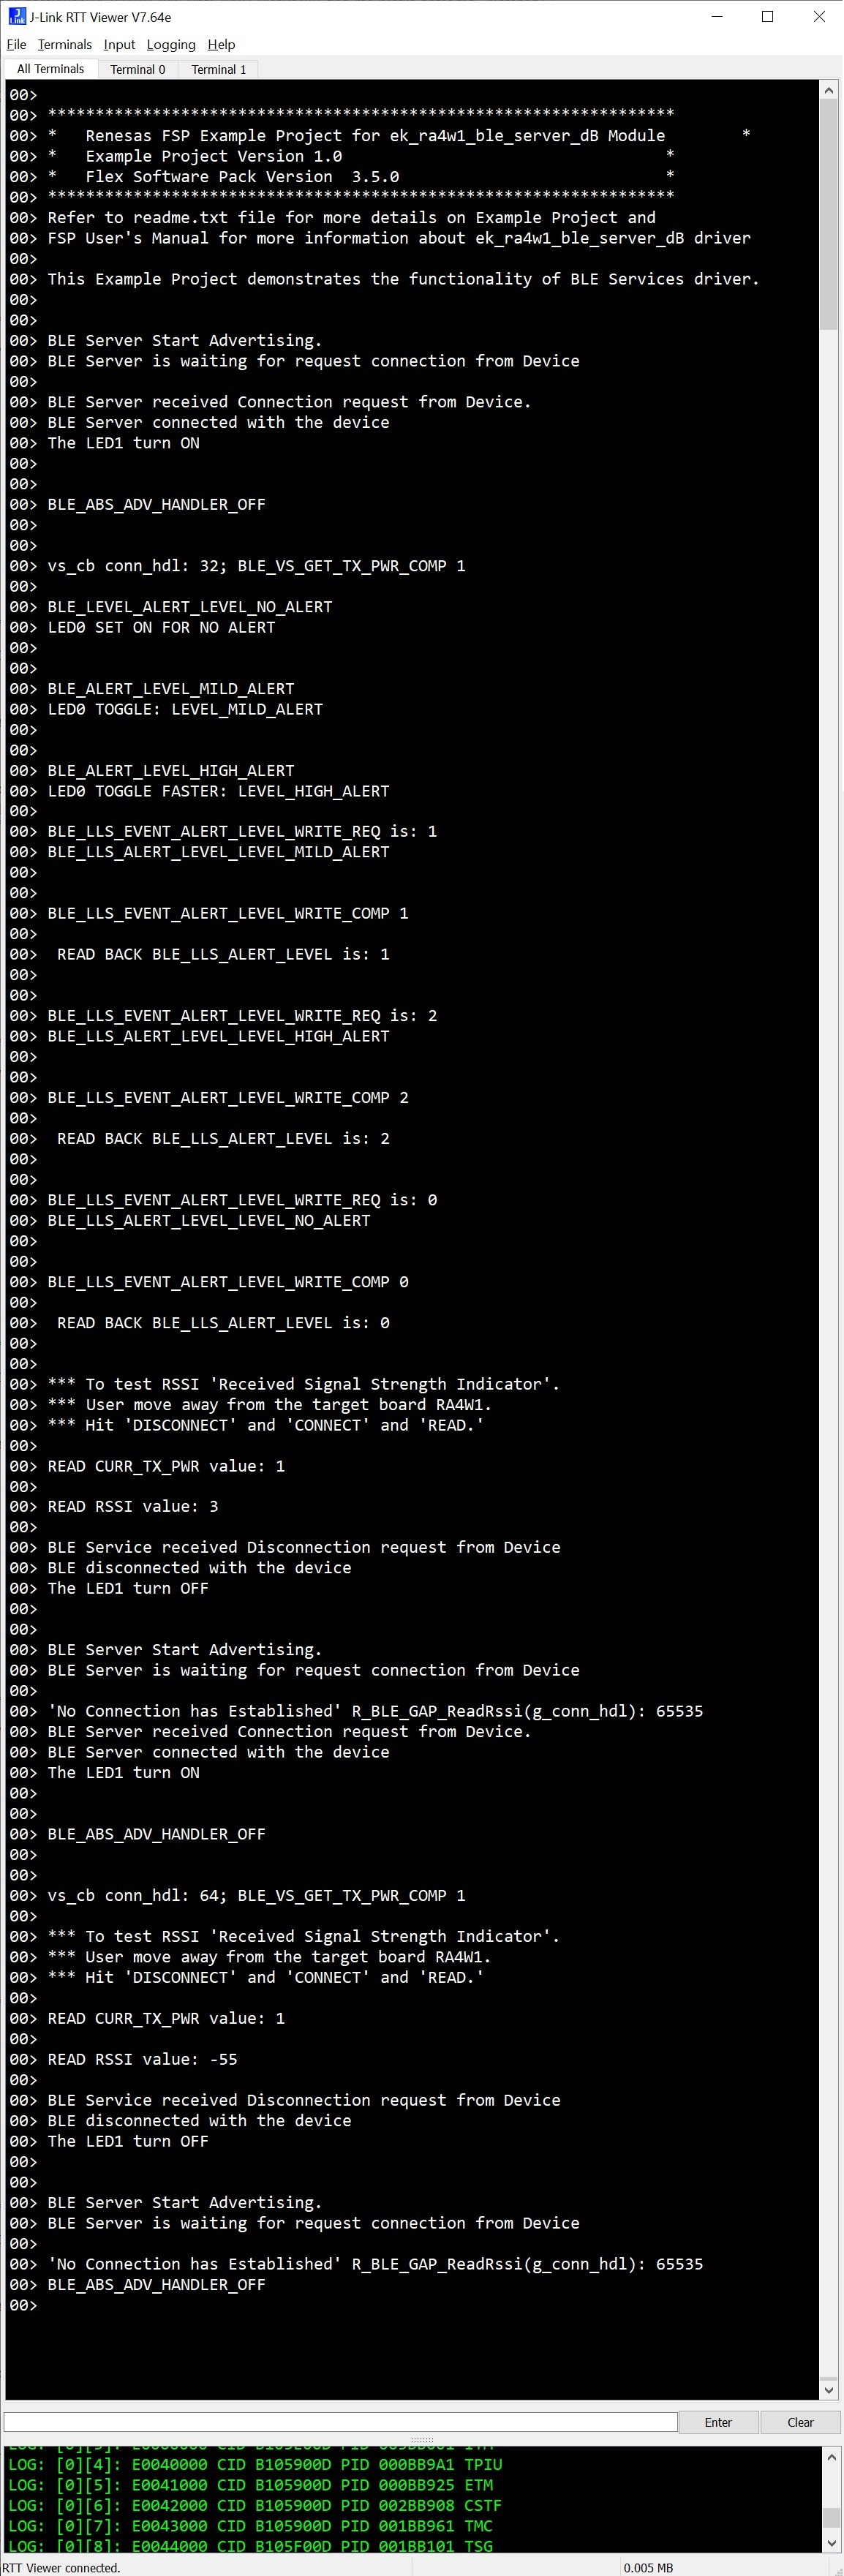 J-Link RTT Viewer V7.64e
File Terminals Input Logging Help
All Terminals Terminal 0 Terminal 1
00>
00> ******************************************************************
00> *   Renesas FSP Example Project for ek_ra4w1_ble_server_dB Module        *
00> *   Example Project Version 1.0                                  *
00> *   Flex Software Pack Version  3.5.0                            *
00> ******************************************************************
00> Refer to readme.txt file for more details on Example Project and
00> FSP User's Manual for more information about ek_ra4w1_ble_server_dB driver
00>
00> This Example Project demonstrates the functionality of BLE Services driver.
00>
00>
00> BLE Server Start Advertising.
00> BLE Server is waiting for request connection from Device
00>
00> BLE Server received Connection request from Device.
00> BLE Server connected with the device
00> The LED1 turn ON
00>
00>
00> BLE_ABS_ADV_HANDLER_OFF
00>
00>
00> vs_cb conn_hdl: 32; BLE_VS_GET_TX_PWR_COMP 1
00>
00> BLE_LEVEL_ALERT_LEVEL_NO_ALERT
00> LED0 SET ON FOR NO ALERT
00>
00>
00> BLE_ALERT_LEVEL_MILD_ALERT
00> LED0 TOGGLE: LEVEL_MILD_ALERT
00>
00>
00> BLE_ALERT_LEVEL_HIGH_ALERT
00> LED0 TOGGLE FASTER: LEVEL_HIGH_ALERT
00>
00> BLE_LLS_EVENT_ALERT_LEVEL_WRITE_REQ is: 1
00> BLE_LLS_ALERT_LEVEL_LEVEL_MILD_ALERT
00>
00>
00> BLE_LLS_EVENT_ALERT_LEVEL_WRITE_COMP 1
00>
00>  READ BACK BLE_LLS_ALERT_LEVEL is: 1
00>
00>
00> BLE_LLS_EVENT_ALERT_LEVEL_WRITE_REQ is: 2
00> BLE_LLS_ALERT_LEVEL_LEVEL_HIGH_ALERT
00>
00>
00> BLE_LLS_EVENT_ALERT_LEVEL_WRITE_COMP 2
00>
00>  READ BACK BLE_LLS_ALERT_LEVEL is: 2
00>
00>
00> BLE_LLS_EVENT_ALERT_LEVEL_WRITE_REQ is: 0
00> BLE_LLS_ALERT_LEVEL_LEVEL_NO_ALERT
00>
00>
00> BLE_LLS_EVENT_ALERT_LEVEL_WRITE_COMP 0
00>
00>  READ BACK BLE_LLS_ALERT_LEVEL is: 0
00>
00>
00> *** To test RSSI 'Received Signal Strength Indicator'.
00> *** User move away from the target board RA4W1.
00> *** Hit 'DISCONNECT' and 'CONNECT' and 'READ.'
00>
00> READ CURR_TX_PWR value: 1
00>
00> READ RSSI value: 3
00>
00> BLE Service received Disconnection request from Device
00> BLE disconnected with the device
00> The LED1 turn OFF
00>
00>
00> BLE Server Start Advertising.
00> BLE Server is waiting for request connection from Device
00>
00> 'No Connection has Established' R_BLE_GAP_ReadRssi(g_conn_hdl): 65535
00> BLE Server received Connection request from Device.
00> BLE Server connected with the device
00> The LED1 turn ON
00>
00>
00> BLE_ABS_ADV_HANDLER_OFF
00>
00>
00> vs_cb conn_hdl: 64; BLE_VS_GET_TX_PWR_COMP 1
00>
00> *** To test RSSI 'Received Signal Strength Indicator'.
00> *** User move away from the target board RA4W1.
00> *** Hit 'DISCONNECT' and 'CONNECT' and 'READ.'
00>
00> READ CURR_TX_PWR value: 1
00>
00> READ RSSI value: -55
00>
00> BLE Service received Disconnection request from Device
00> BLE disconnected with the device
00> The LED1 turn OFF
00>
00>
00> BLE Server Start Advertising.
00> BLE Server is waiting for request connection from Device
00>
00> 'No Connection has Established' R_BLE_GAP_ReadRssi(g_conn_hdl): 65535
00> BLE_ABS_ADV_HANDLER_OFF
00>
Enter Clear
LOG: [0][4]: E0040000 CID B105900D PID 000BB9A1 TPIU
LOG: [0][5]: E0041000 CID B105900D PID 000BB925 ETM
LOG: [0][6]: E0042000 CID B105900D PID 002BB908 CSTF
LOG: [0][7]: E0043000 CID B105900D PID 001BB961 TMC
LOG: [0][8]: E0044000 CID B105F00D PID 001BB101 TSG
RTT Viewer connected. 0.005 MB